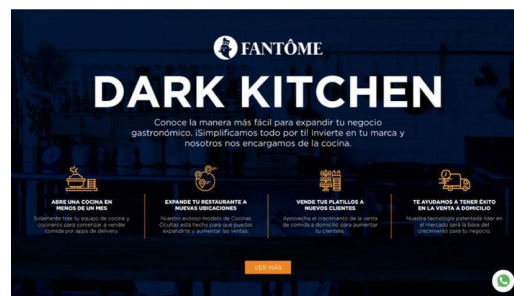 FANTÔME
DARK KITCHEN
Conoce la manera más fácil para expandir tu negocio
gastronómico. ¡Simplificamos todo por ti! Invierte en tu marca y
nosotros nos encargamos de la cocina.
ABRE UNA COCINA EN
MENOS DE UN MES
Solamente trae tu equipo de cocina y
cocineros para comenzar a vender
comida por apps de delivery.
EXPANDE TU RESTAURANTE A
NUEVAS UBICACIONES
Nuestro exitoso modelo de Cocinas
Ocultas está hecho para que puedas
expandirte y aumentar las ventas.
VENDE TUS PLATILLOS A
NUEVOS CLIENTES
Aprovecha el crecimiento de la venta
de comida a domicilio para aumentar
tu clientela.
TE AYUDAMOS A TENER ÉXITO
EN LA VENTA A DOMICILIO
Nuestra tecnología patentada líder en
el mercado será la base del
crecimiento para tu negocio.
VER MÁS